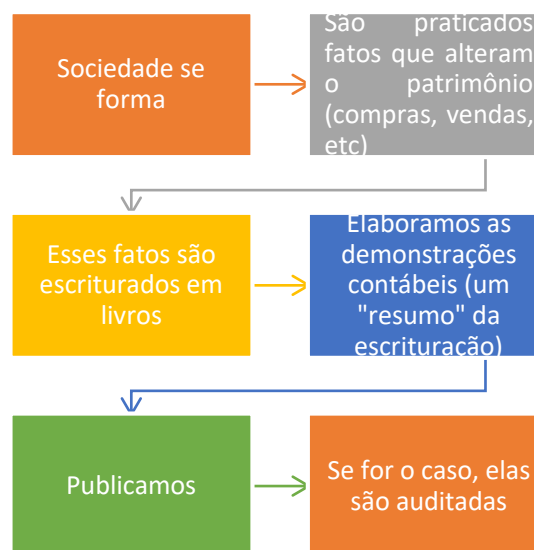 Sociedade se
forma
São praticados
fatos que alteram
o patrimônio
(compras, vendas,
etc)
Esses fatos são
escriturados em
livros
Elaboramos as
demonstrações
contábeis (um
"resumo" da
escrituração)
Publicamos
Se for o caso, elas
são auditadas